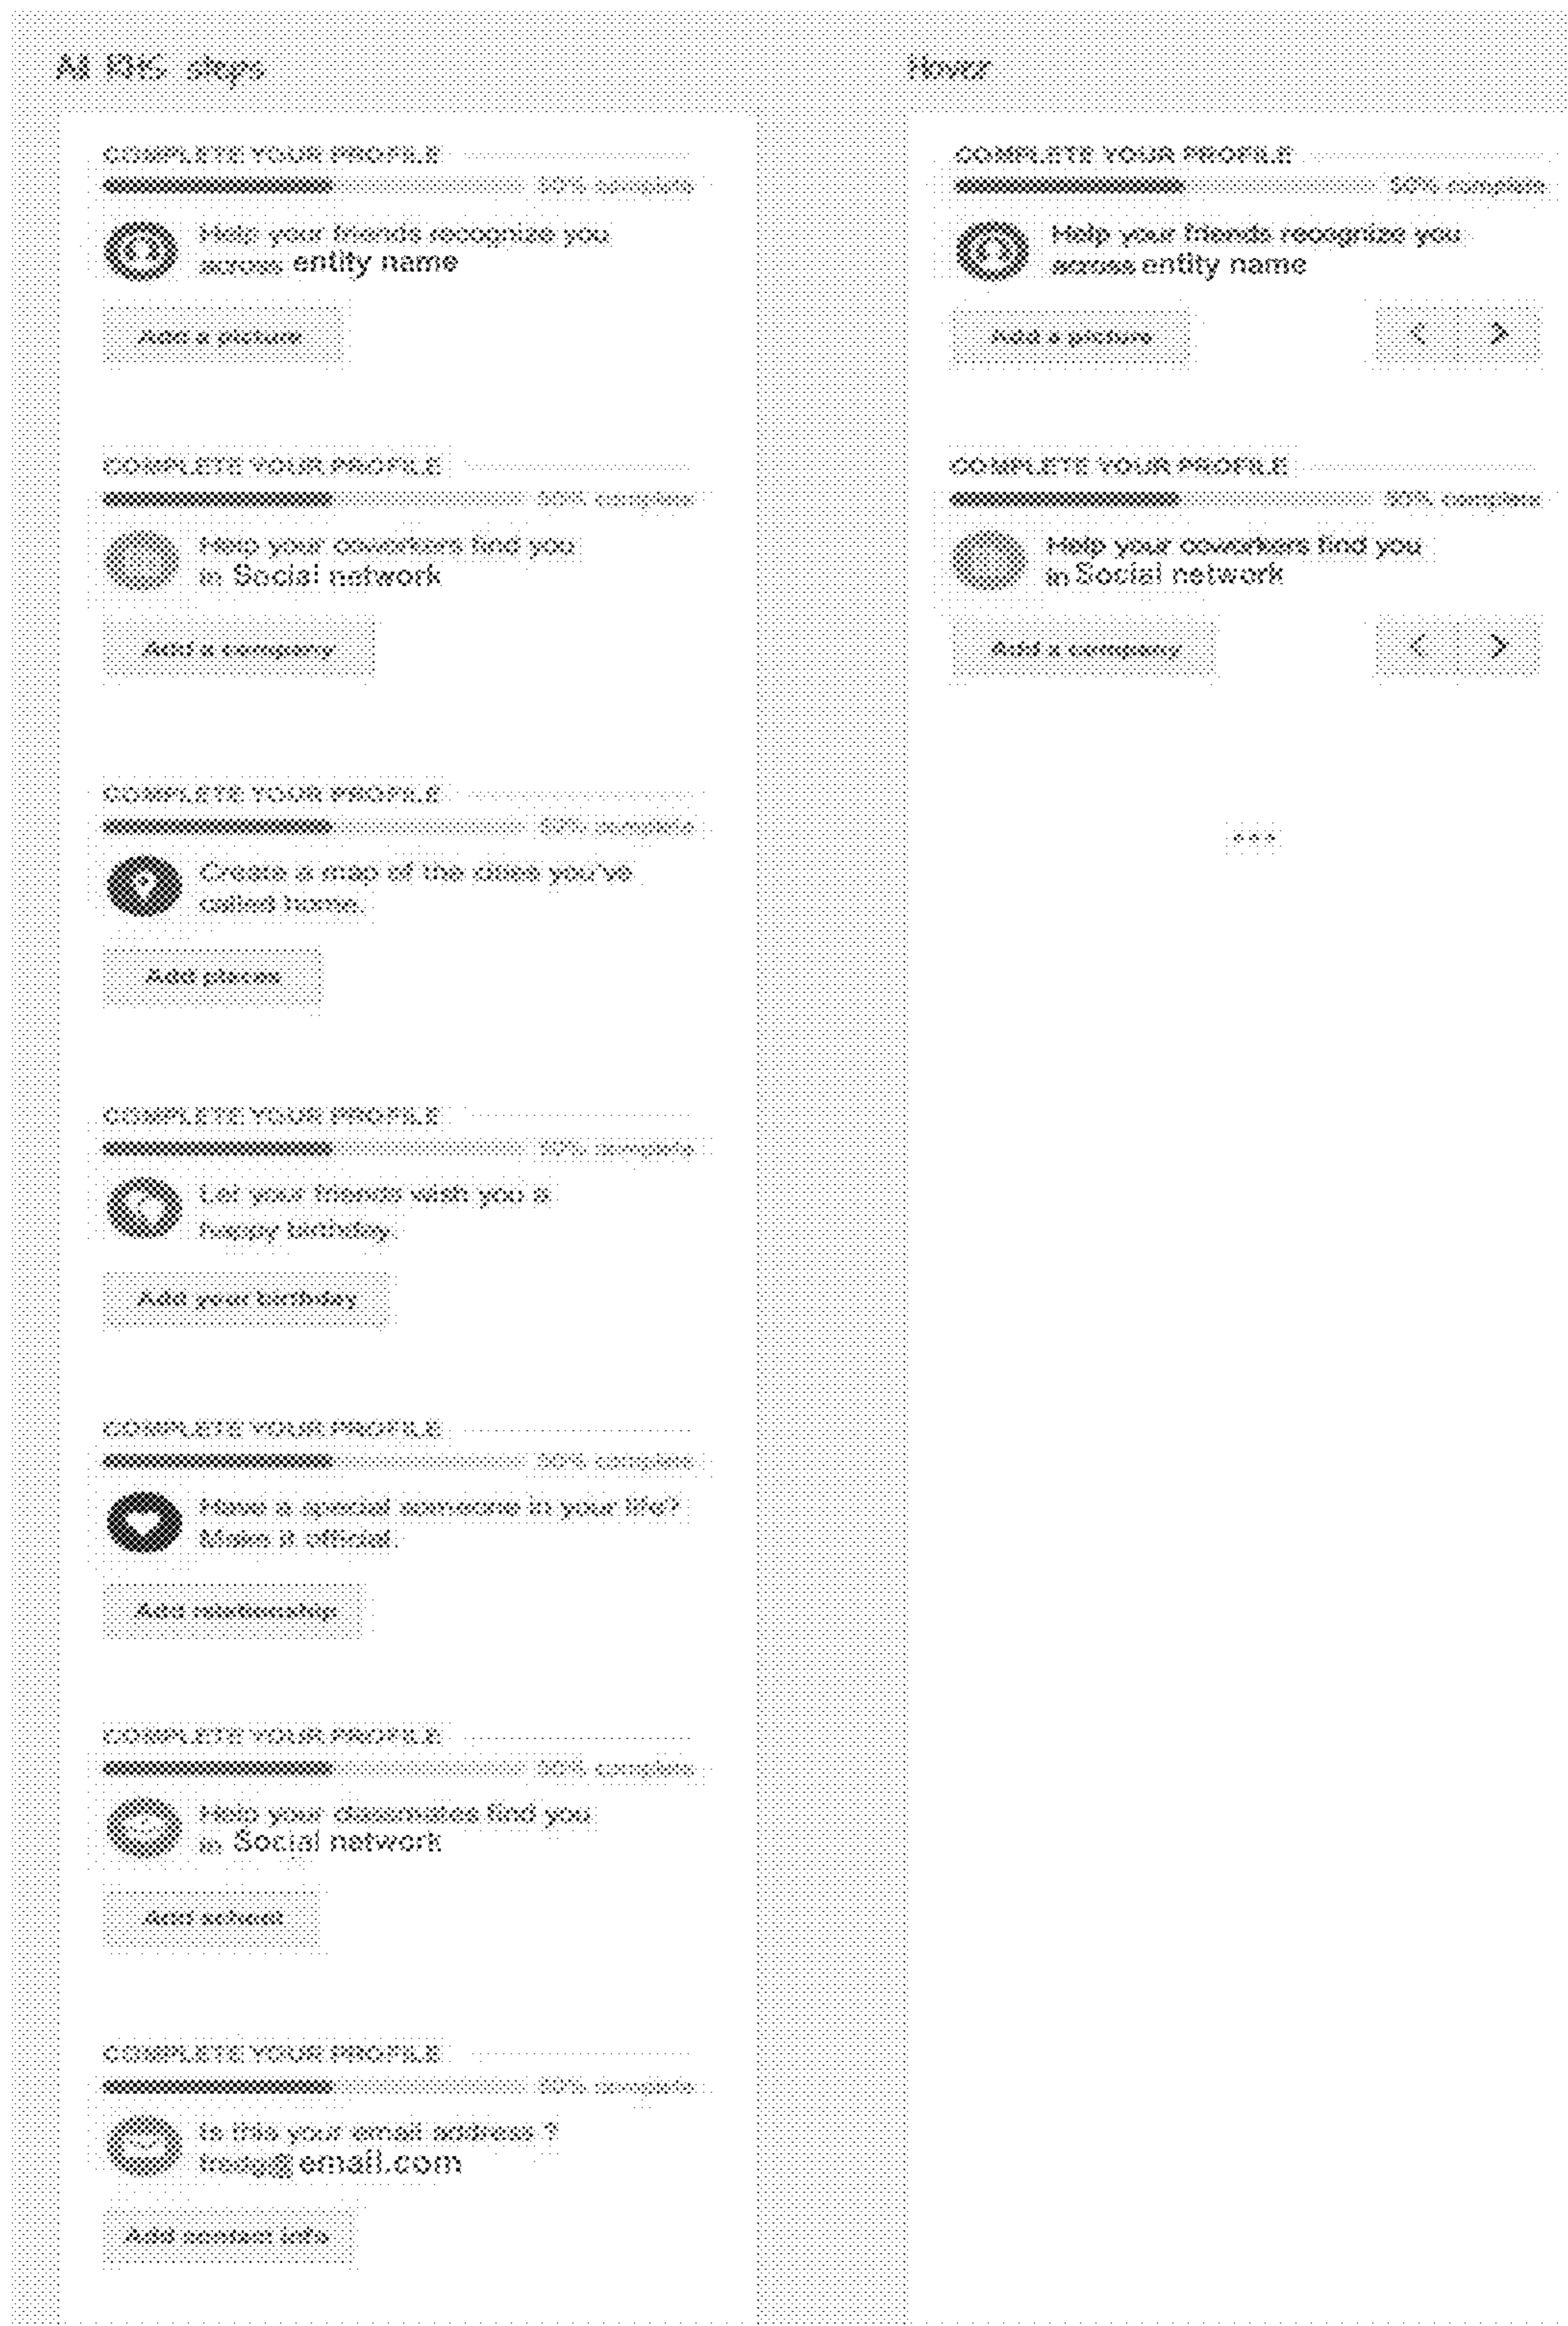 All RHS steps
COMPLETE YOUR PROFILE
50% complete
Help your friends recognize you
across entity name
Add a picture
COMPLETE YOUR PROFILE
50% complete
Help your coworkers find you
in Social network
Add a company
COMPLETE YOUR PROFILE
50% complete
Create a map of the cities you've
called home.
Add places
COMPLETE YOUR PROFILE
50% complete
Let your friends wish you a
happy birthday.
Add your birthday
COMPLETE YOUR PROFILE
50% complete
Have a special someone in your life?
Make it official.
Add relationship
COMPLETE YOUR PROFILE
50% complete
Help your classmates find you
in Social network
Add school
COMPLETE YOUR PROFILE
50% complete
Is this your email address ?
@email.com
Add contact info
Hover
COMPLETE YOUR PROFILE
50% complete
Help your friends recognize you
across entity name
Add a picture
< >
COMPLETE YOUR PROFILE
50% complete
Help your coworkers find you
in Social network
Add a company
< >